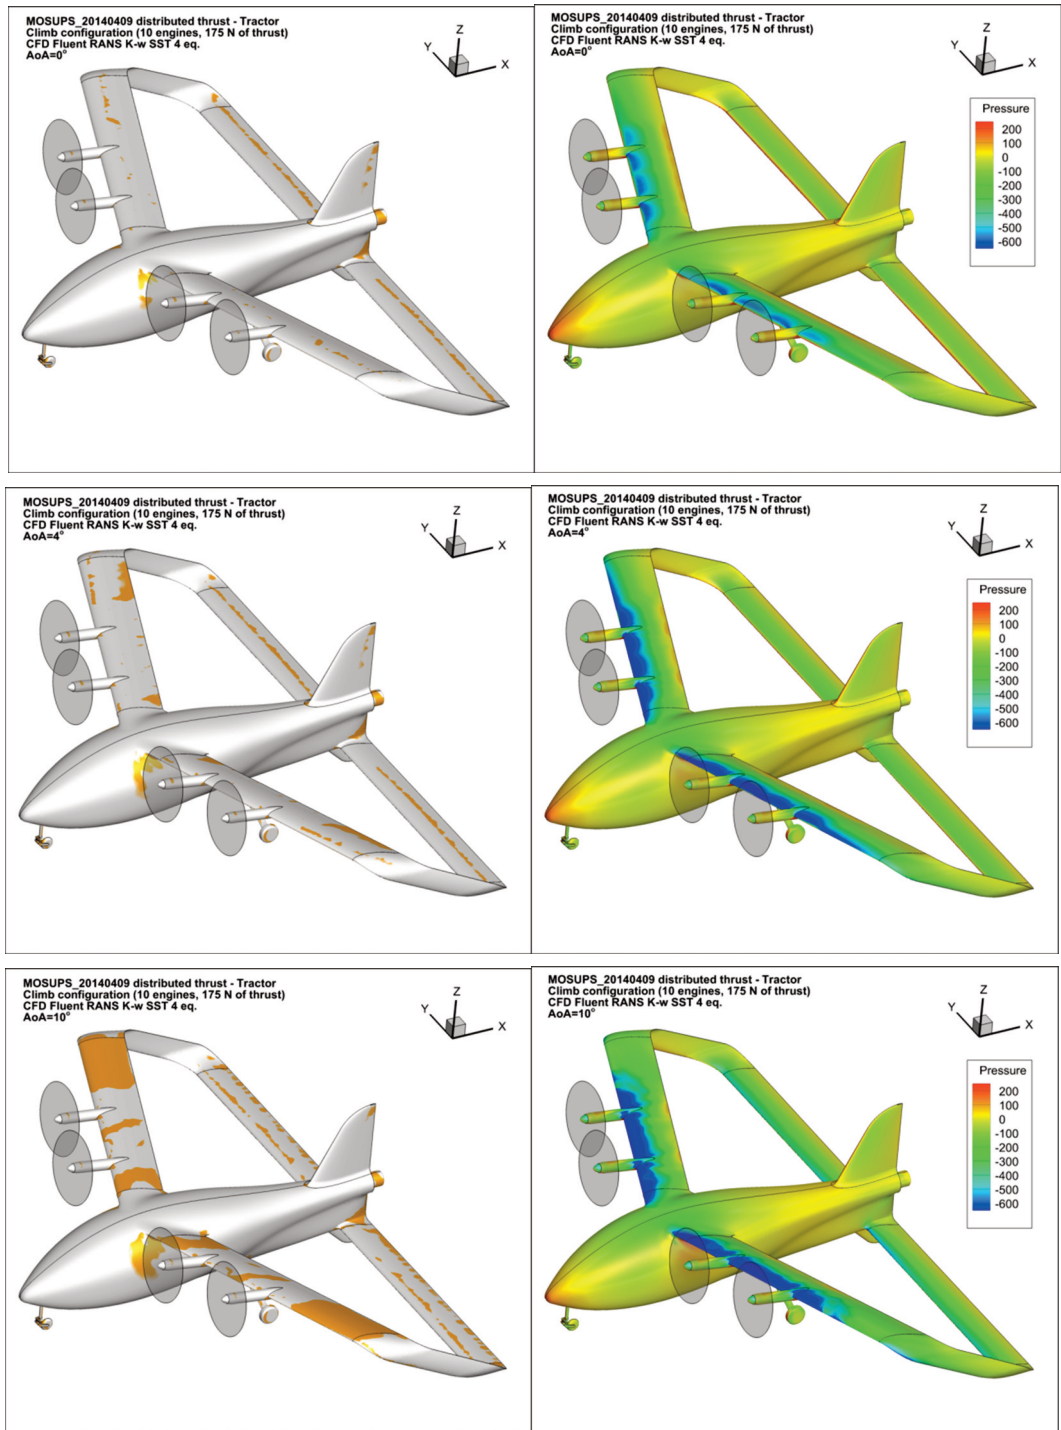 MOSUPS_20140409 distributed thrust - Tractor
Climb configuration (10 engines, 175 N of thrust)
CFD Fluent RANS K-w SST 4 eq.
AoA=0°
Z
Y
X
MOSUPS_20140409 distributed thrust - Tractor
Climb configuration (10 engines, 175 N of thrust)
CFD Fluent RANS K-w SST 4 eq.
AoA=0°
Z
Y
X
Pressure
200
100
0
-100
-200
-300
-400
-500
-600
MOSUPS_20140409 distributed thrust - Tractor
Climb configuration (10 engines, 175 N of thrust)
CFD Fluent RANS K-w SST 4 eq.
AoA=4°
Z
Y
X
MOSUPS_20140409 distributed thrust - Tractor
Climb configuration (10 engines, 175 N of thrust)
CFD Fluent RANS K-w SST 4 eq.
AoA=4°
Z
Y
X
Pressure
200
100
0
-100
-200
-300
-400
-500
-600
MOSUPS_20140409 distributed thrust - Tractor
Climb configuration (10 engines, 175 N of thrust)
CFD Fluent RANS K-w SST 4 eq.
AoA=10°
Z
Y
X
MOSUPS_20140409 distributed thrust - Tractor
Climb configuration (10 engines, 175 N of thrust)
CFD Fluent RANS K-w SST 4 eq.
AoA=10°
Z
Y
X
Pressure
200
100
0
-100
-200
-300
-400
-500
-600